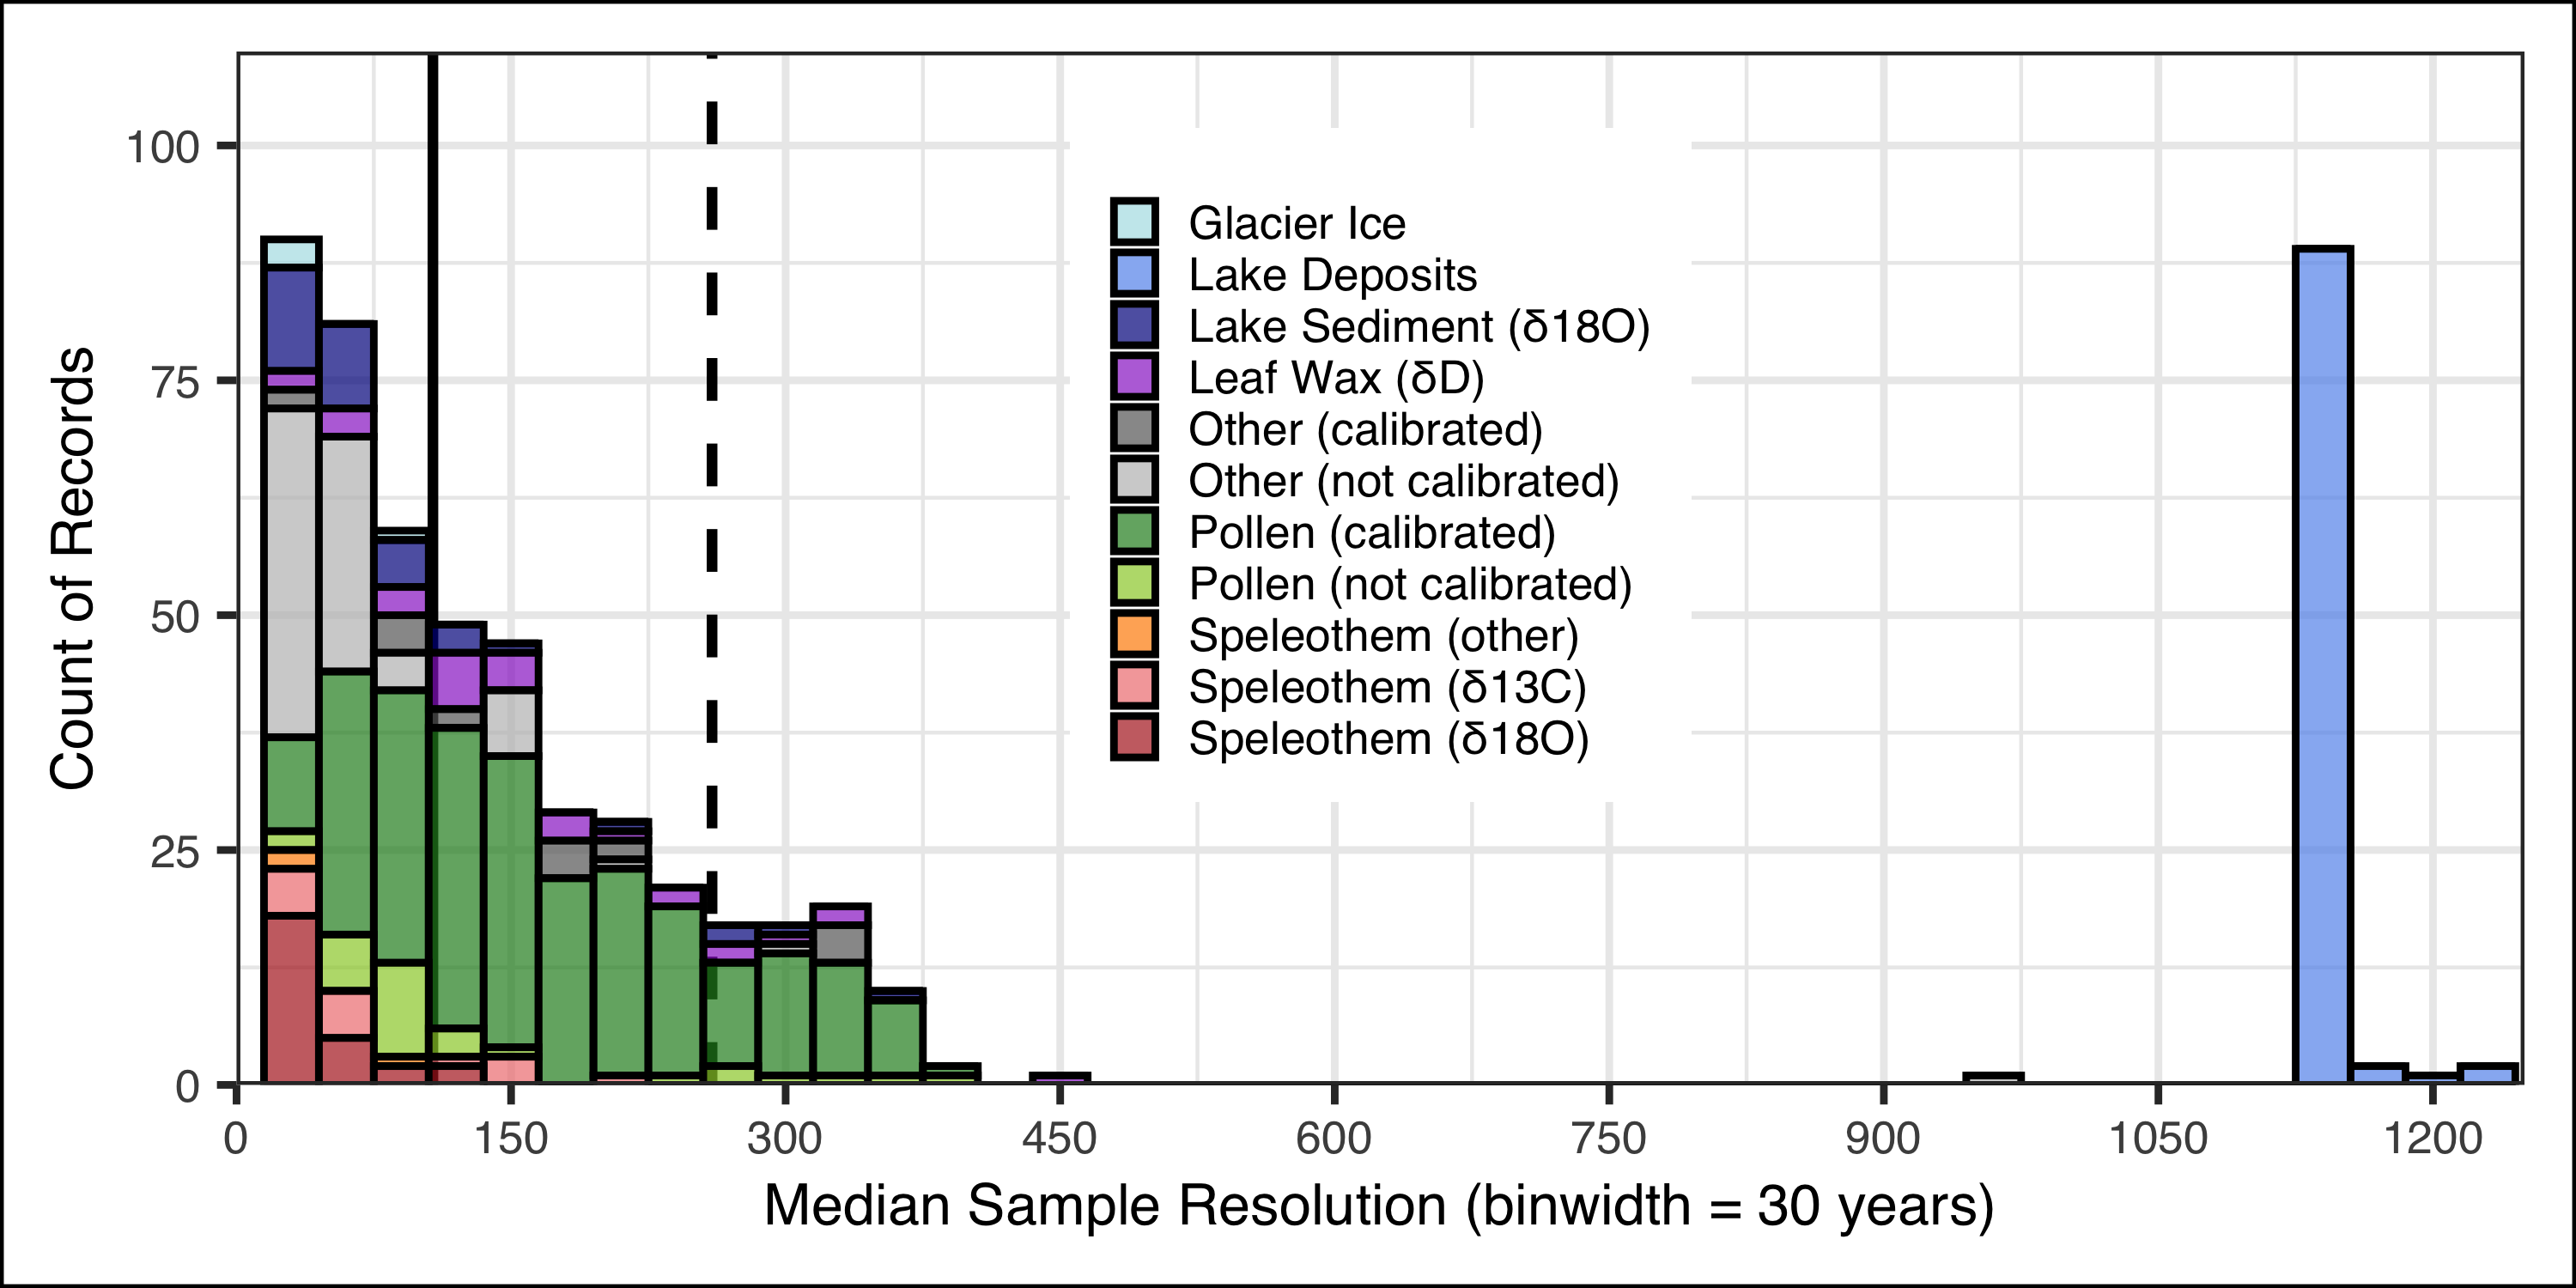 Count of Records
100
75
50
25
0
Glacier Ice
Lake Deposits
Lake Sediment (δ18O)
Leaf Wax (δD)
Other (calibrated)
Other (not calibrated)
Pollen (calibrated)
Pollen (not calibrated)
Speleothem (other)
Speleothem (δ13C)
Speleothem (δ18O)
0 150 300 450 600 750 900 1050 1200
Median Sample Resolution (binwidth = 30 years)